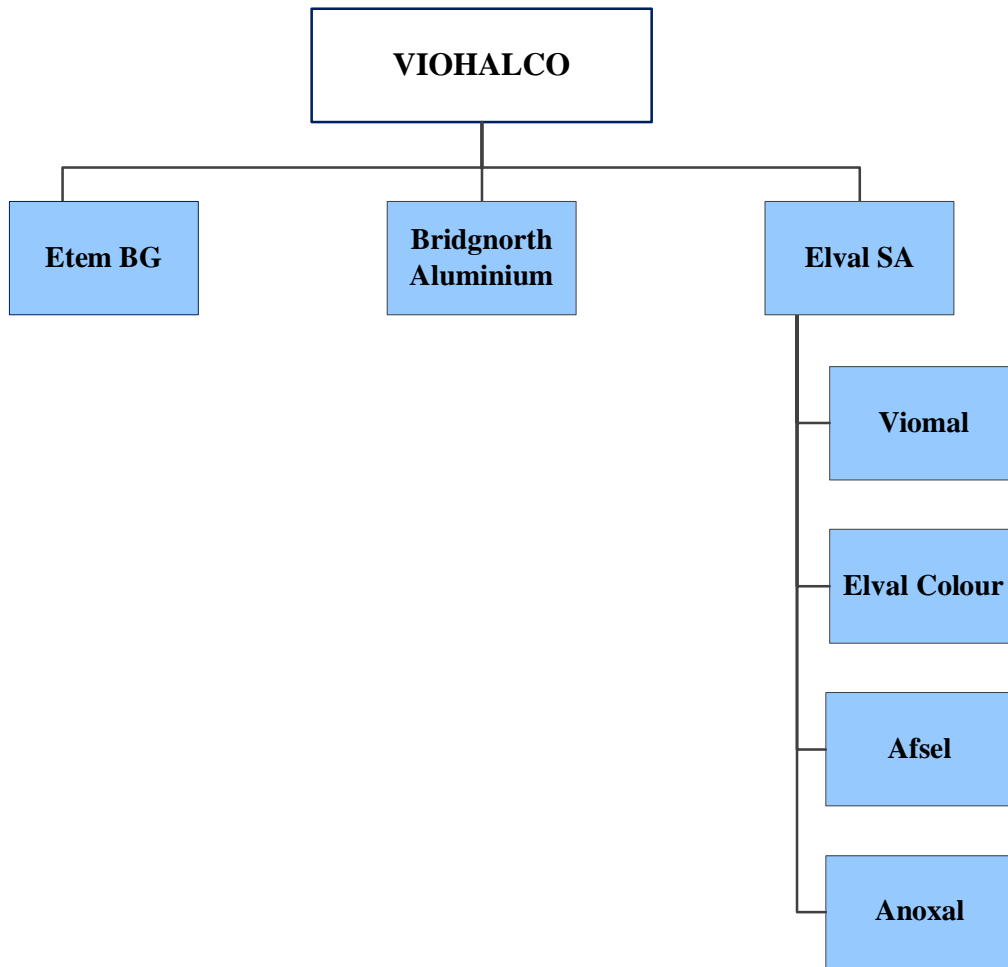 VIOHALCO
Etem BG
Bridgnorth
Aluminium
Elval SA
Viomal
Elval Colour
Afsel
Anoxal